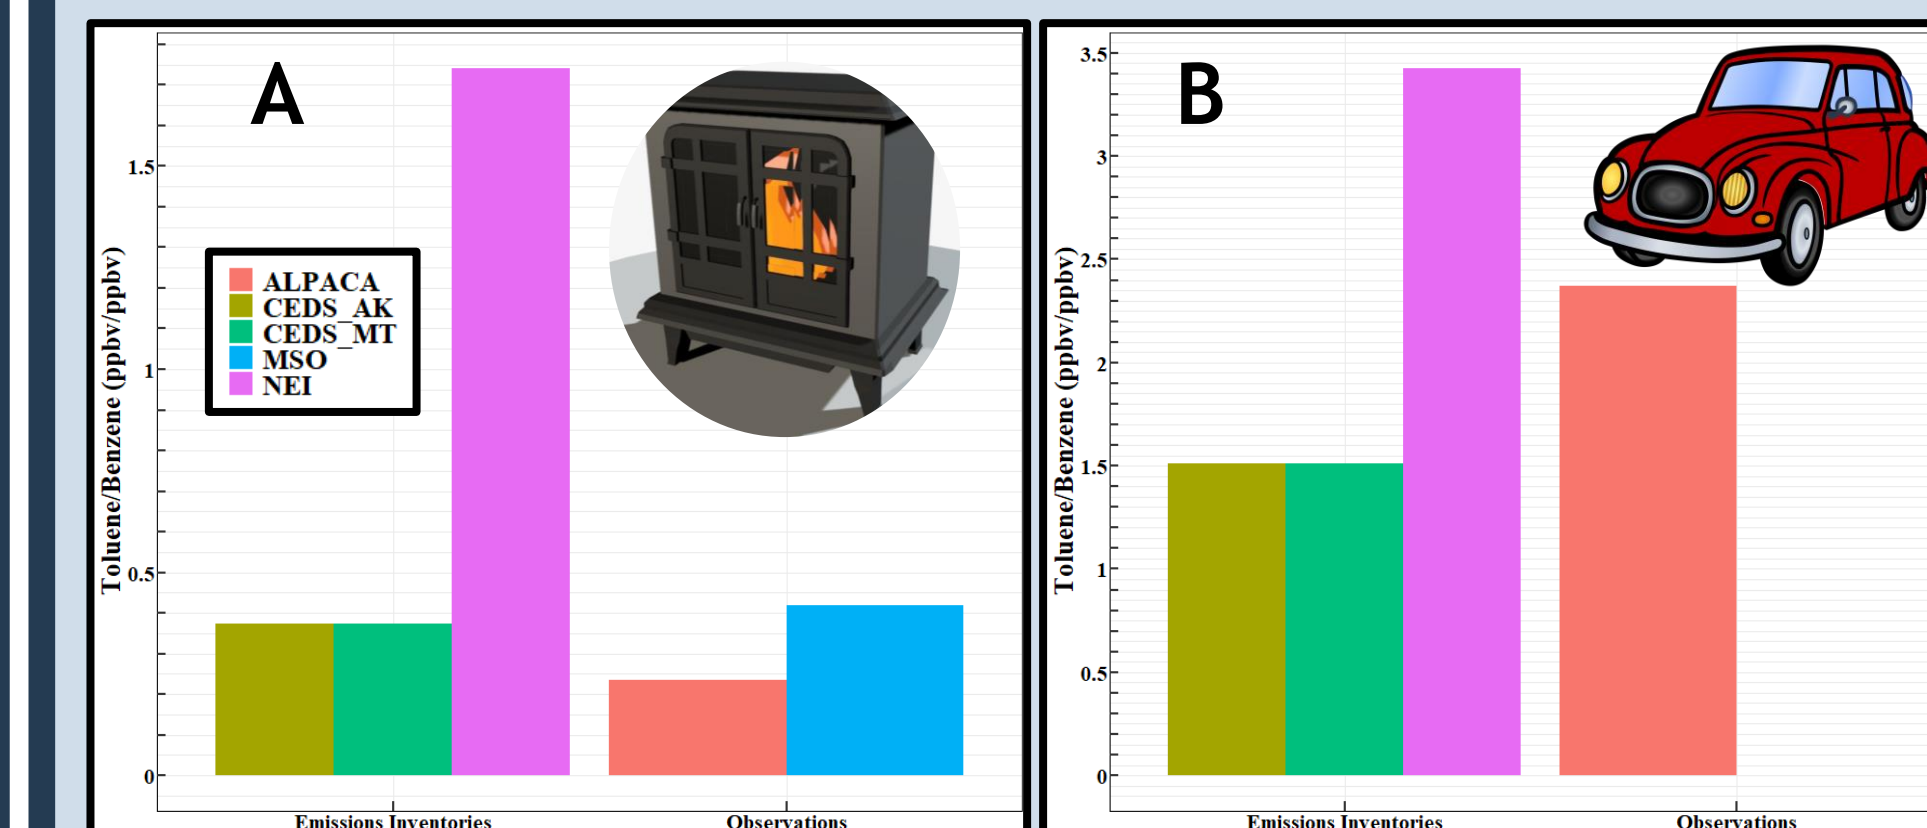 A
Toluene/Benzene (ppbv/ppbv)
1.5
1
0.5
0
ALPACA
CEDS_AK
CEDS_MT
MSO
NEI
Emissions Inventories
Observations
B
Toluene/Benzene (ppbv/ppbv)
3.5
3
2.5
2
1.5
1
0.5
0
Emissions Inventories
Observations